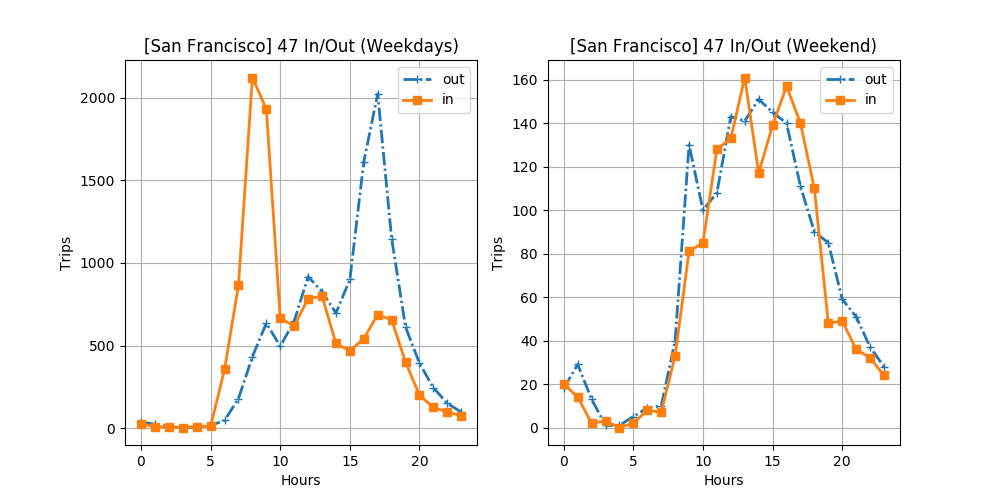 [San Francisco] 47 In/Out (Weekdays)
2000
1500
1000
500
0
Trips
out
in
0 5 10 15 20
Hours
[San Francisco] 47 In/Out (Weekend)
160
140
120
100
80
60
40
20
0
Trips
out
in
0 5 10 15 20
Hours